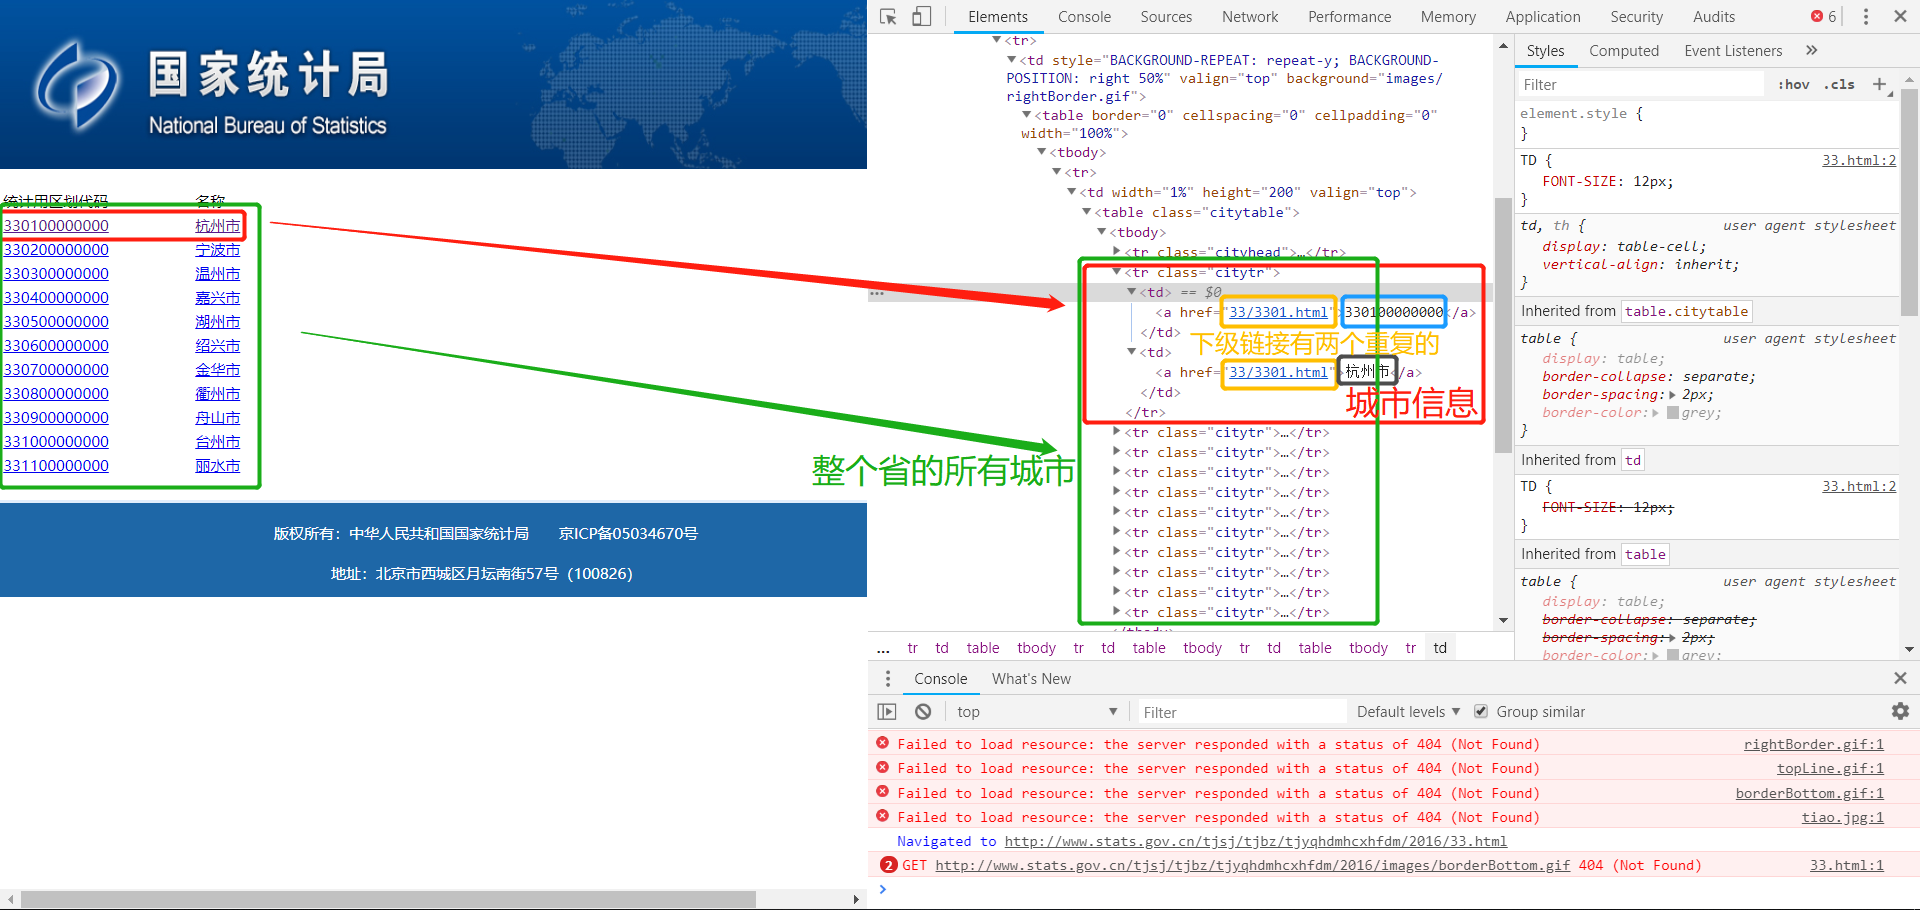 国家统计局
National Bureau of Statistics
统计用区划代码 名称
330100000000 杭州市
330200000000 宁波市
330300000000 温州市
330400000000 嘉兴市
330500000000 湖州市
330600000000 绍兴市
330700000000 金华市
330800000000 衢州市
330900000000 舟山市
331000000000 台州市
331100000000 丽水市
版权所有：中华人民共和国国家统计局 京ICP备05034670号
地址：北京市西城区月坛南街57号（100826）
整个省的所有城市
Elements Console Sources Network Performance Memory Application Security Audits 6
<tr>
<td style="BACKGROUND-REPEAT: repeat-y; BACKGROUND-
POSITION: right 50%" valign="top" background="images/
rightBorder.gif">
<table border="0" cellspacing="0" cellpadding="0"
width="100%">
<tbody>
<tr>
<td width="1%" height="200" valign="top">
<table class="citytable">
<tbody>
<tr class="cityhead">…</tr>
<tr class="citytr">
<td> == $0
<a href="33/3301.html">330100000000</a>
</td>
下级链接有两个重复的
<td>
<a href="33/3301.html">杭州市</a>
</td>
城市信息
</tr>
<tr class="citytr">…</tr>
<tr class="citytr">…</tr>
<tr class="citytr">…</tr>
<tr class="citytr">…</tr>
<tr class="citytr">…</tr>
<tr class="citytr">…</tr>
<tr class="citytr">…</tr>
<tr class="citytr">…</tr>
<tr class="citytr">…</tr>
<tr class="citytr">…</tr>
</tbody>
... tr td table tbody tr td table tbody tr td table tbody tr td
Styles Computed Event Listeners »
Filter :hov .cls +
element.style {
}
TD { 33.html:2
FONT-SIZE: 12px;
}
td, th { user agent stylesheet
display: table-cell;
vertical-align: inherit;
}
Inherited from table.citytable
table { user agent stylesheet
display: table;
border-collapse: separate;
border-spacing: 2px;
border-color: grey;
}
Inherited from td
TD { 33.html:2
FONT-SIZE: 12px;
}
Inherited from table
table { user agent stylesheet
display: table;
border-collapse: separate;
border-spacing: 2px;
border-color: grey;
Console What's New
top Filter Default levels Group similar
Failed to load resource: the server responded with a status of 404 (Not Found) rightBorder.gif:1
Failed to load resource: the server responded with a status of 404 (Not Found) topLine.gif:1
Failed to load resource: the server responded with a status of 404 (Not Found) borderBottom.gif:1
Failed to load resource: the server responded with a status of 404 (Not Found) tiao.jpg:1
Navigated to http://www.stats.gov.cn/tjsj/tjbz/tjyqhdmhcxhfdm/2016/33.html
2 GET http://www.stats.gov.cn/tjsj/tjbz/tjyqhdmhcxhfdm/2016/images/borderBottom.gif 404 (Not Found) 33.html:1